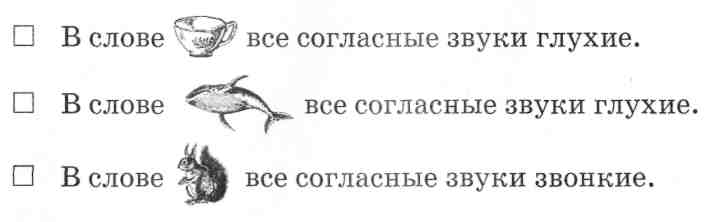 ☐ В слове все согласные звуки глухие.
☐ В слове все согласные звуки глухие.
☐ В слове все согласные звуки звонкие.